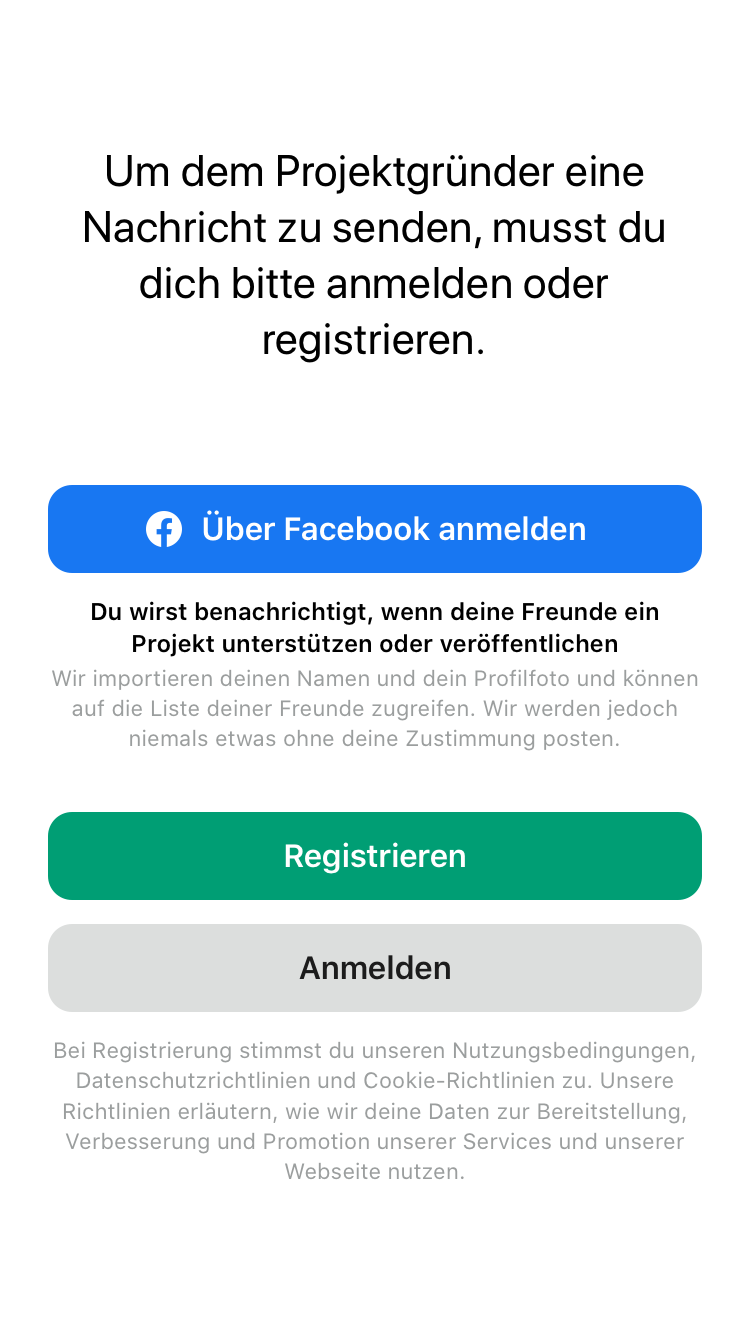 Um dem Projektgründer eine
Nachricht zu senden, musst du
dich bitte anmelden oder
registrieren.
Über Facebook anmelden
Du wirst benachrichtigt, wenn deine Freunde ein
Projekt unterstützen oder veröffentlichen
Wir importieren deinen Namen und dein Profilfoto und können
auf die Liste deiner Freunde zugreifen. Wir werden jedoch
niemals etwas ohne deine Zustimmung posten.
Registrieren
Anmelden
Bei Registrierung stimmst du unseren Nutzungsbedingungen,
Datenschutzrichtlinien und Cookie-Richtlinien zu. Unsere
Richtlinien erläutern, wie wir deine Daten zur Bereitstellung,
Verbesserung und Promotion unserer Services und unserer
Webseite nutzen.